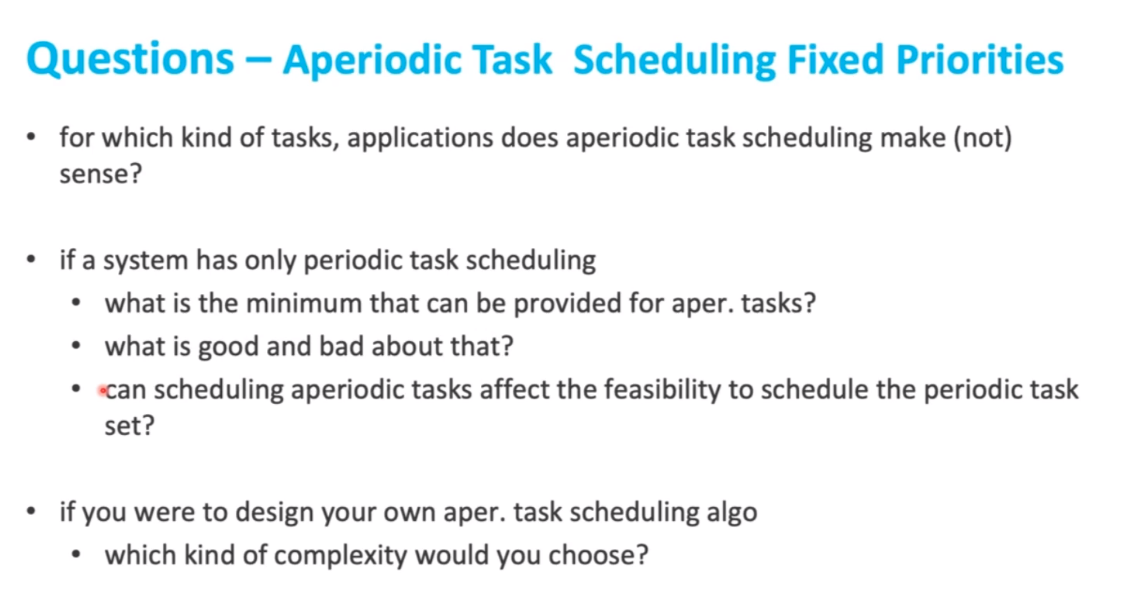 Questions – Aperiodic Task Scheduling Fixed Priorities
• for which kind of tasks, applications does aperiodic task scheduling make (not)
sense?
• if a system has only periodic task scheduling
• what is the minimum that can be provided for aper. tasks?
• what is good and bad about that?
• can scheduling aperiodic tasks affect the feasibility to schedule the periodic task
set?
• if you were to design your own aper. task scheduling algo
• which kind of complexity would you choose?